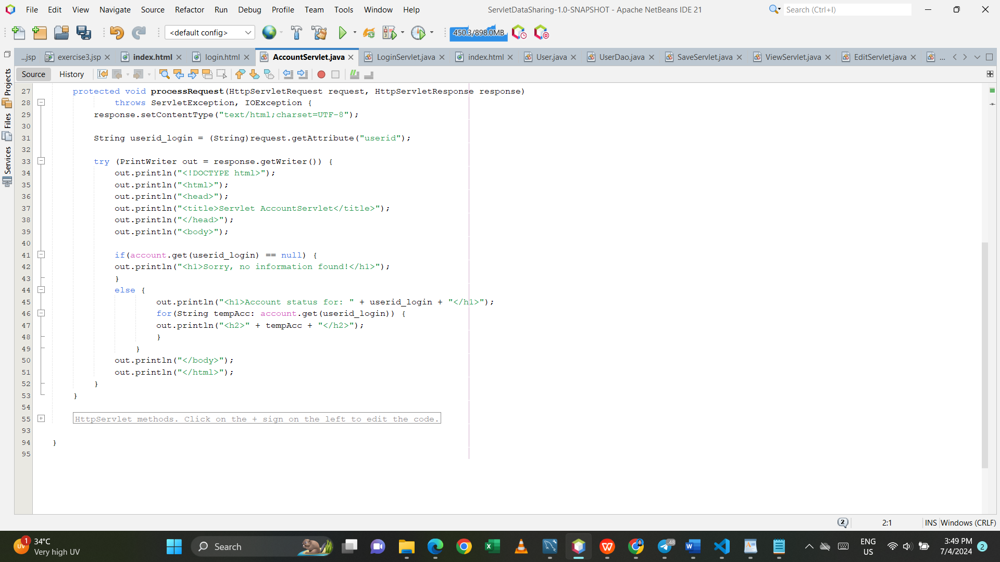 File Edit View Navigate Source Refactor Run Debug Profile Team Tools Window Help
ServletDataSharing-1.0-SNAPSHOT - Apache NetBeans IDE 21
Search (Ctrl+I)
<default config>
450.3/898.0MB
...jsp exercise3.jsp index.html login.html AccountServlet.java LoginServlet.java index.html User.java UserDao.java SaveServlet.java ViewServlet.java EditServlet.java ...
Source History
Projects
Files
Services
27 protected void processRequest(HttpServletRequest request, HttpServletResponse response)
28 throws ServletException, IOException {
29 response.setContentType("text/html;charset=UTF-8");
30
31 String userid_login = (String)request.getAttribute("userid");
32
33 try (PrintWriter out = response.getWriter()) {
34 out.println("<!DOCTYPE html>");
35 out.println("<html>");
36 out.println("<head>");
37 out.println("<title>Servlet AccountServlet</title>");
38 out.println("</head>");
39 out.println("<body>");
40
41 if(account.get(userid_login) == null) {
42 out.println("<h1>Sorry, no information found!</h1>");
43 }
44 else {
45 out.println("<h1>Account status for: " + userid_login + "</h1>");
46 for(String tempAcc: account.get(userid_login)) {
47 out.println("<h2>" + tempAcc + "</h2>");
48 }
49 }
50 out.println("</body>");
51 out.println("</html>");
52 }
53 }
54
55 HttpServlet methods. Click on the + sign on the left to edit the code.
93
94 }
95
2 2:1 INS Windows (CRLF)
UV 1 34°C
Very high UV
Search
48
ENG
US
3:49 PM
7/4/2024
2